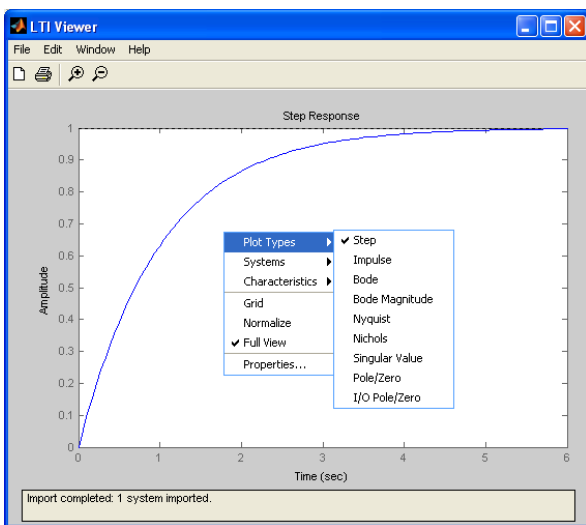 LTI Viewer
File Edit Window Help
Step Response
1
0.9
0.8
0.7
0.6
0.5
0.4
0.3
0.2
0.1
0
Amplitude
Plot Types
Systems
Characteristics
Grid
Normalize
Full View
Properties...
Step
Impulse
Bode
Bode Magnitude
Nyquist
Nichols
Singular Value
Pole/Zero
I/O Pole/Zero
0 1 2 3 4 5 6
Time (sec)
Import completed: 1 system imported.